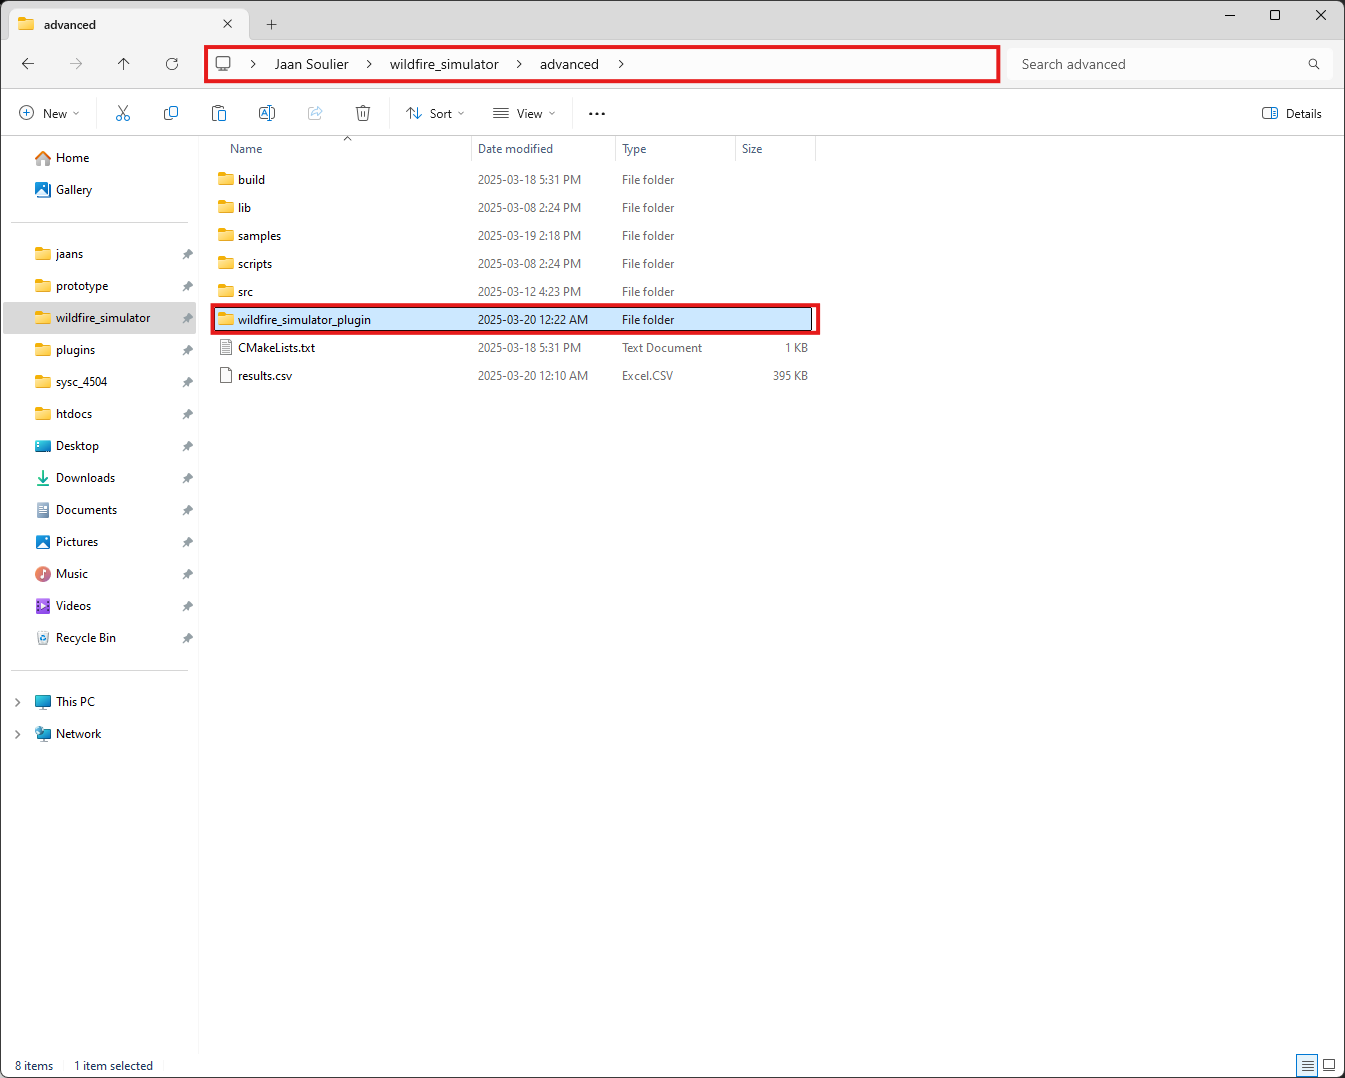 advanced
Jaan Soulier wildfire_simulator advanced
Search advanced
New Sort View Details
Name Date modified Type Size
Home
Gallery
jaans
prototype
wildfire_simulator
plugins
sysc_4504
htdocs
Desktop
Downloads
Documents
Pictures
Music
Videos
Recycle Bin
This PC
Network
build 2025-03-18 5:31 PM File folder
lib 2025-03-08 2:24 PM File folder
samples 2025-03-19 2:18 PM File folder
scripts 2025-03-08 2:24 PM File folder
src 2025-03-12 4:23 PM File folder
wildfire_simulator_plugin 2025-03-20 12:22 AM File folder
CMakeLists.txt 2025-03-18 5:31 PM Text Document 1 KB
results.csv 2025-03-20 12:10 AM Excel.CSV 395 KB
8 items 1 item selected